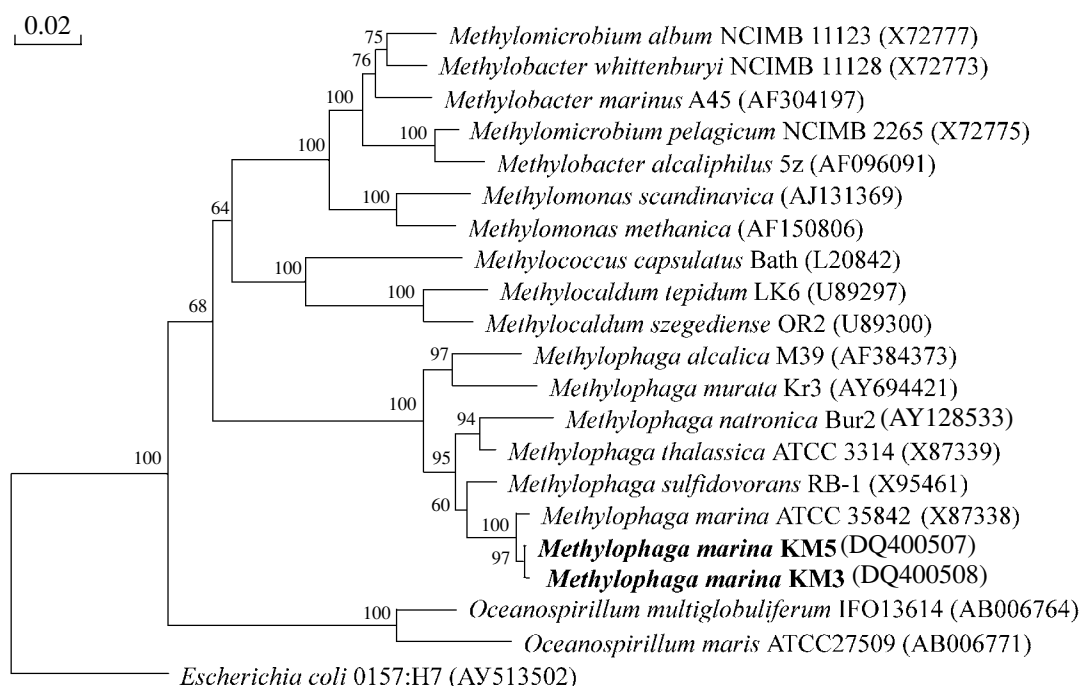 0.02
75
Methylomicrobium album NCIMB 11123 (X72777)
76
Methylobacter whittenburyi NCIMB 11128 (X72773)
100
Methylobacter marinus A45 (AF304197)
100
100
Methylomicrobium pelagicum NCIMB 2265 (X72775)
Methylobacter alcaliphilus 5z (AF096091)
100
Methylomonas scandinavica (AJ131369)
64
Methylomonas methanica (AF150806)
100
Methylococcus capsulatus Bath (L20842)
68
100
Methylocaldum tepidum LK6 (U89297)
Methylocaldum szegediense OR2 (U89300)
97
Methylophaga alcalica M39 (AF384373)
100
Methylophaga murata Kr3 (AY694421)
94
Methylophaga natronica Bur2 (AY128533)
100
95
Methylophaga thalassica ATCC 3314 (X87339)
60
Methylophaga sulfidovorans RB-1 (X95461)
100
Methylophaga marina ATCC 35842 (X87338)
97
Methylophaga marina KM5 (DQ400507)
Methylophaga marina KM3 (DQ400508)
100
Oceanospirillum multiglobuliferum IFO13614 (AB006764)
Oceanospirillum maris ATCC27509 (AB006771)
Escherichia coli 0157:H7 (АУ513502)